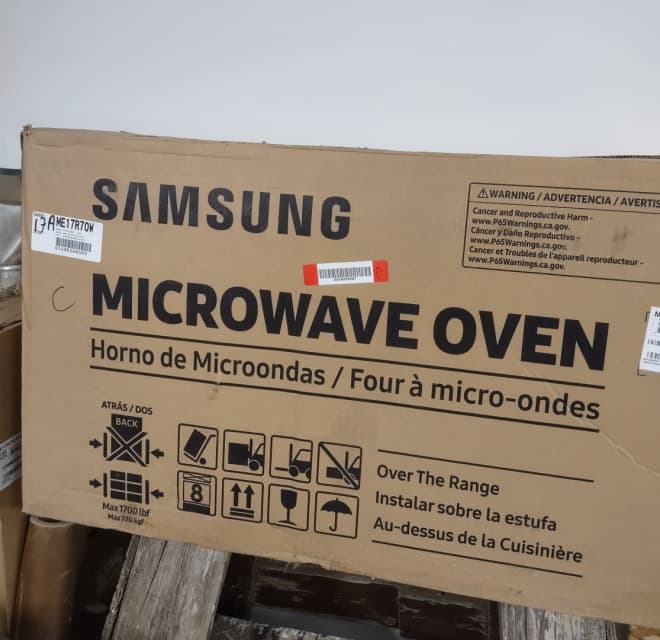 SAMSUNG
ME17R7OW
17A
⚠WARNING / ADVERTENCIA / AVERTIS
Cancer and Reproductive Harm -
www.P65Warnings.ca.gov.
Cáncer y Daño Reproductivo -
www.P65Warnings.ca.gov.
Cancer et Troubles de l'appareil reproducteur -
www.P65Warnings.ca.gov.
MICROWAVE OVEN
Horno de Microondas / Four à micro-ondes
ATRÁS / DOS
BACK
8
Max 1700 lbf
Max 770 kgf
Over The Range
Instalar sobre la estufa
Au-dessus de la Cuisinière